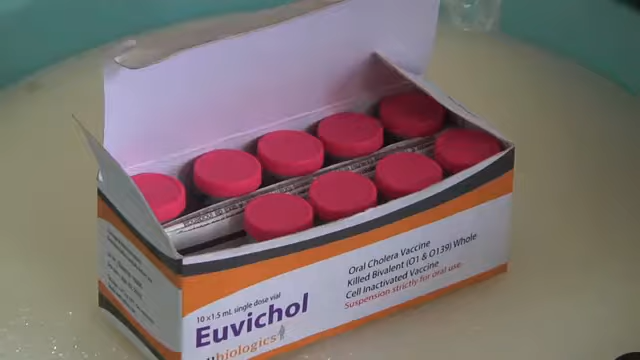 10 x 1.5 mL single dose vial
Euvichol
eubiologics
Oral Cholera Vaccine
Killed Bivalent (O1 & O139) Whole
Cell Inactivated Vaccine
Suspension strictly for oral use.